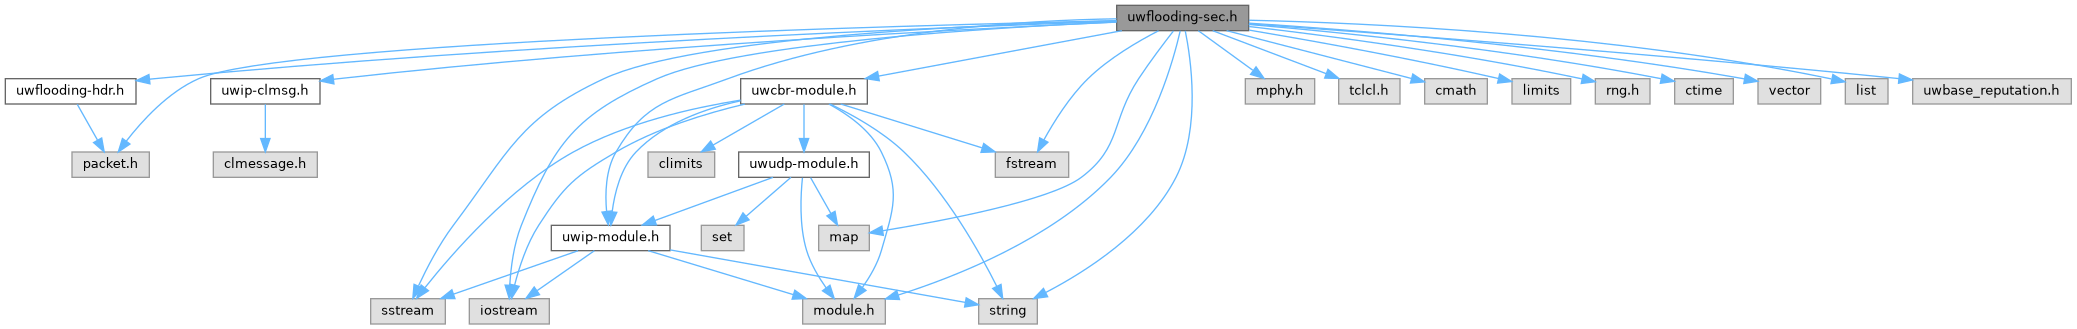 uwflooding-sec.h
uwflooding-hdr.h
uwip-clmsg.h
uwcbr-module.h
mphy.h
tclcl.h
cmath
limits
rng.h
ctime
vector
list
uwbase_reputation.h
packet.h
clmessage.h
climits
uwudp-module.h
fstream
uwip-module.h
set
map
sstream
iostream
module.h
string